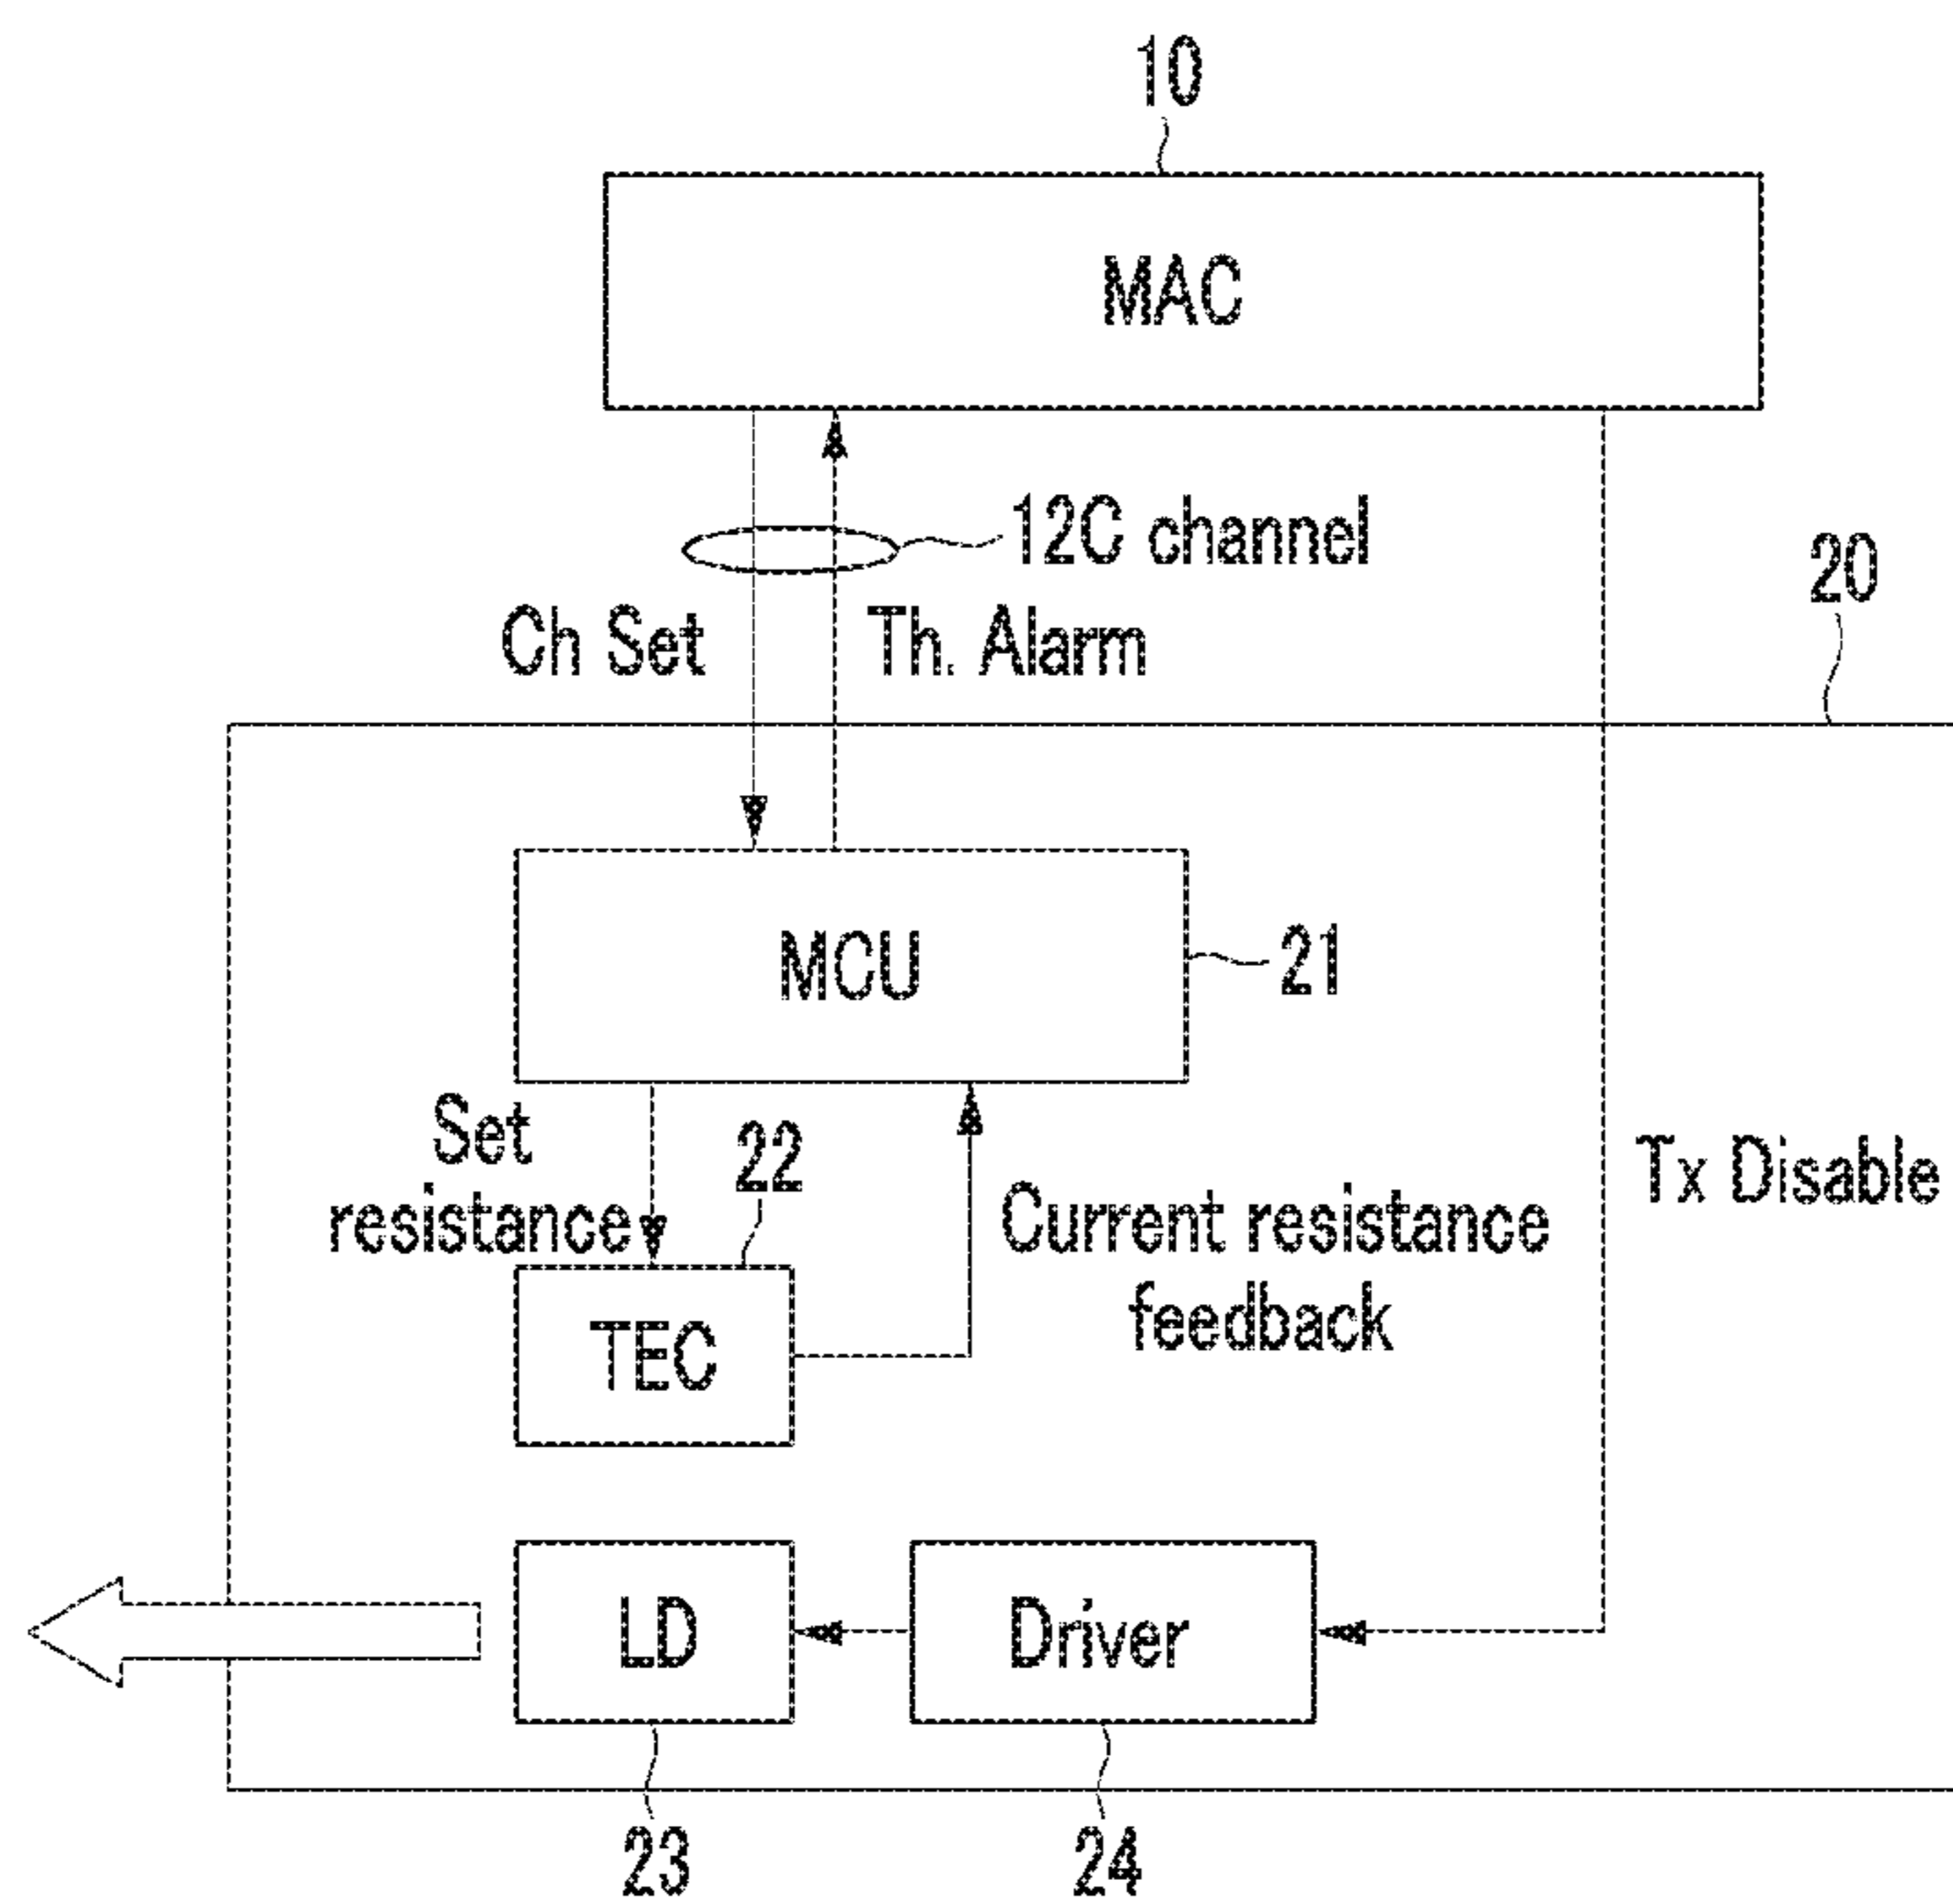 10
MAC
12C channel
20
Ch Set
Th. Alarm
MCU
21
Set
resistance
22
Current resistance
feedback
Tx Disable
TEC
LD
Driver
23
24